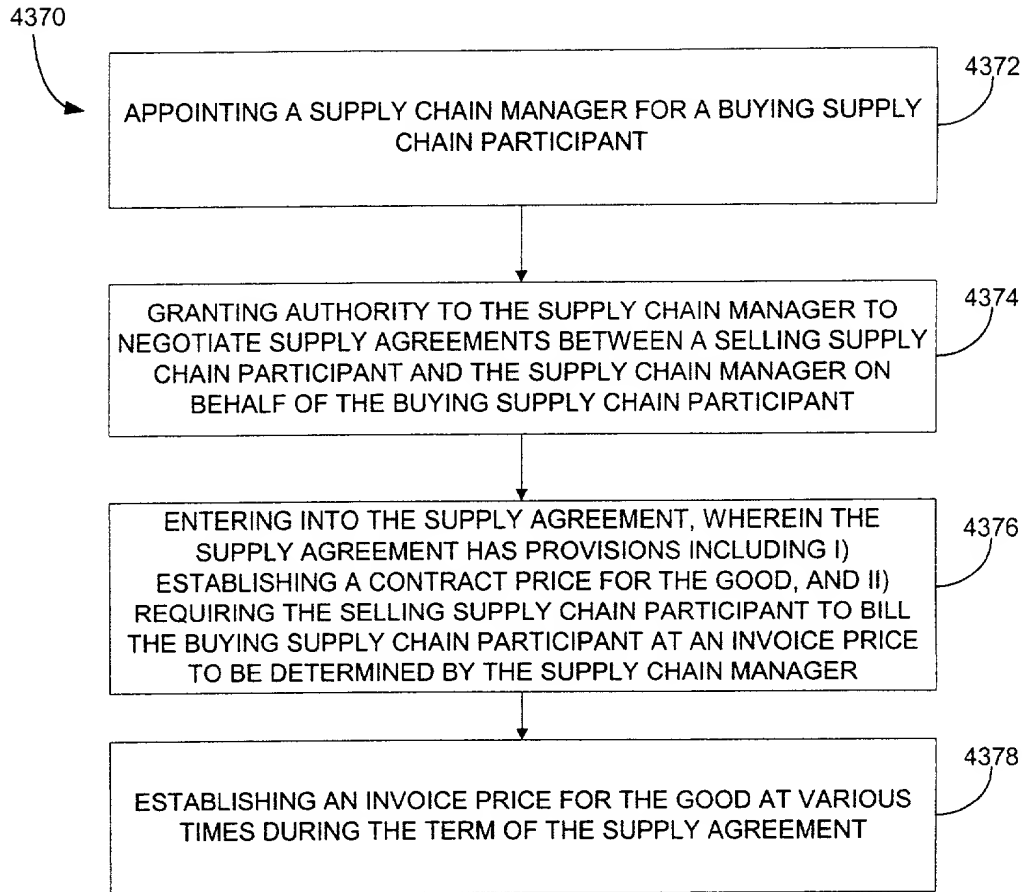 4370
4372
APPOINTING A SUPPLY CHAIN MANAGER FOR A BUYING SUPPLY
CHAIN PARTICIPANT
4374
GRANTING AUTHORITY TO THE SUPPLY CHAIN MANAGER TO
NEGOTIATE SUPPLY AGREEMENTS BETWEEN A SELLING SUPPLY
CHAIN PARTICIPANT AND THE SUPPLY CHAIN MANAGER ON
BEHALF OF THE BUYING SUPPLY CHAIN PARTICIPANT
4376
ENTERING INTO THE SUPPLY AGREEMENT, WHEREIN THE
SUPPLY AGREEMENT HAS PROVISIONS INCLUDING I)
ESTABLISHING A CONTRACT PRICE FOR THE GOOD, AND II)
REQUIRING THE SELLING SUPPLY CHAIN PARTICIPANT TO BILL
THE BUYING SUPPLY CHAIN PARTICIPANT AT AN INVOICE PRICE
TO BE DETERMINED BY THE SUPPLY CHAIN MANAGER
4378
ESTABLISHING AN INVOICE PRICE FOR THE GOOD AT VARIOUS
TIMES DURING THE TERM OF THE SUPPLY AGREEMENT